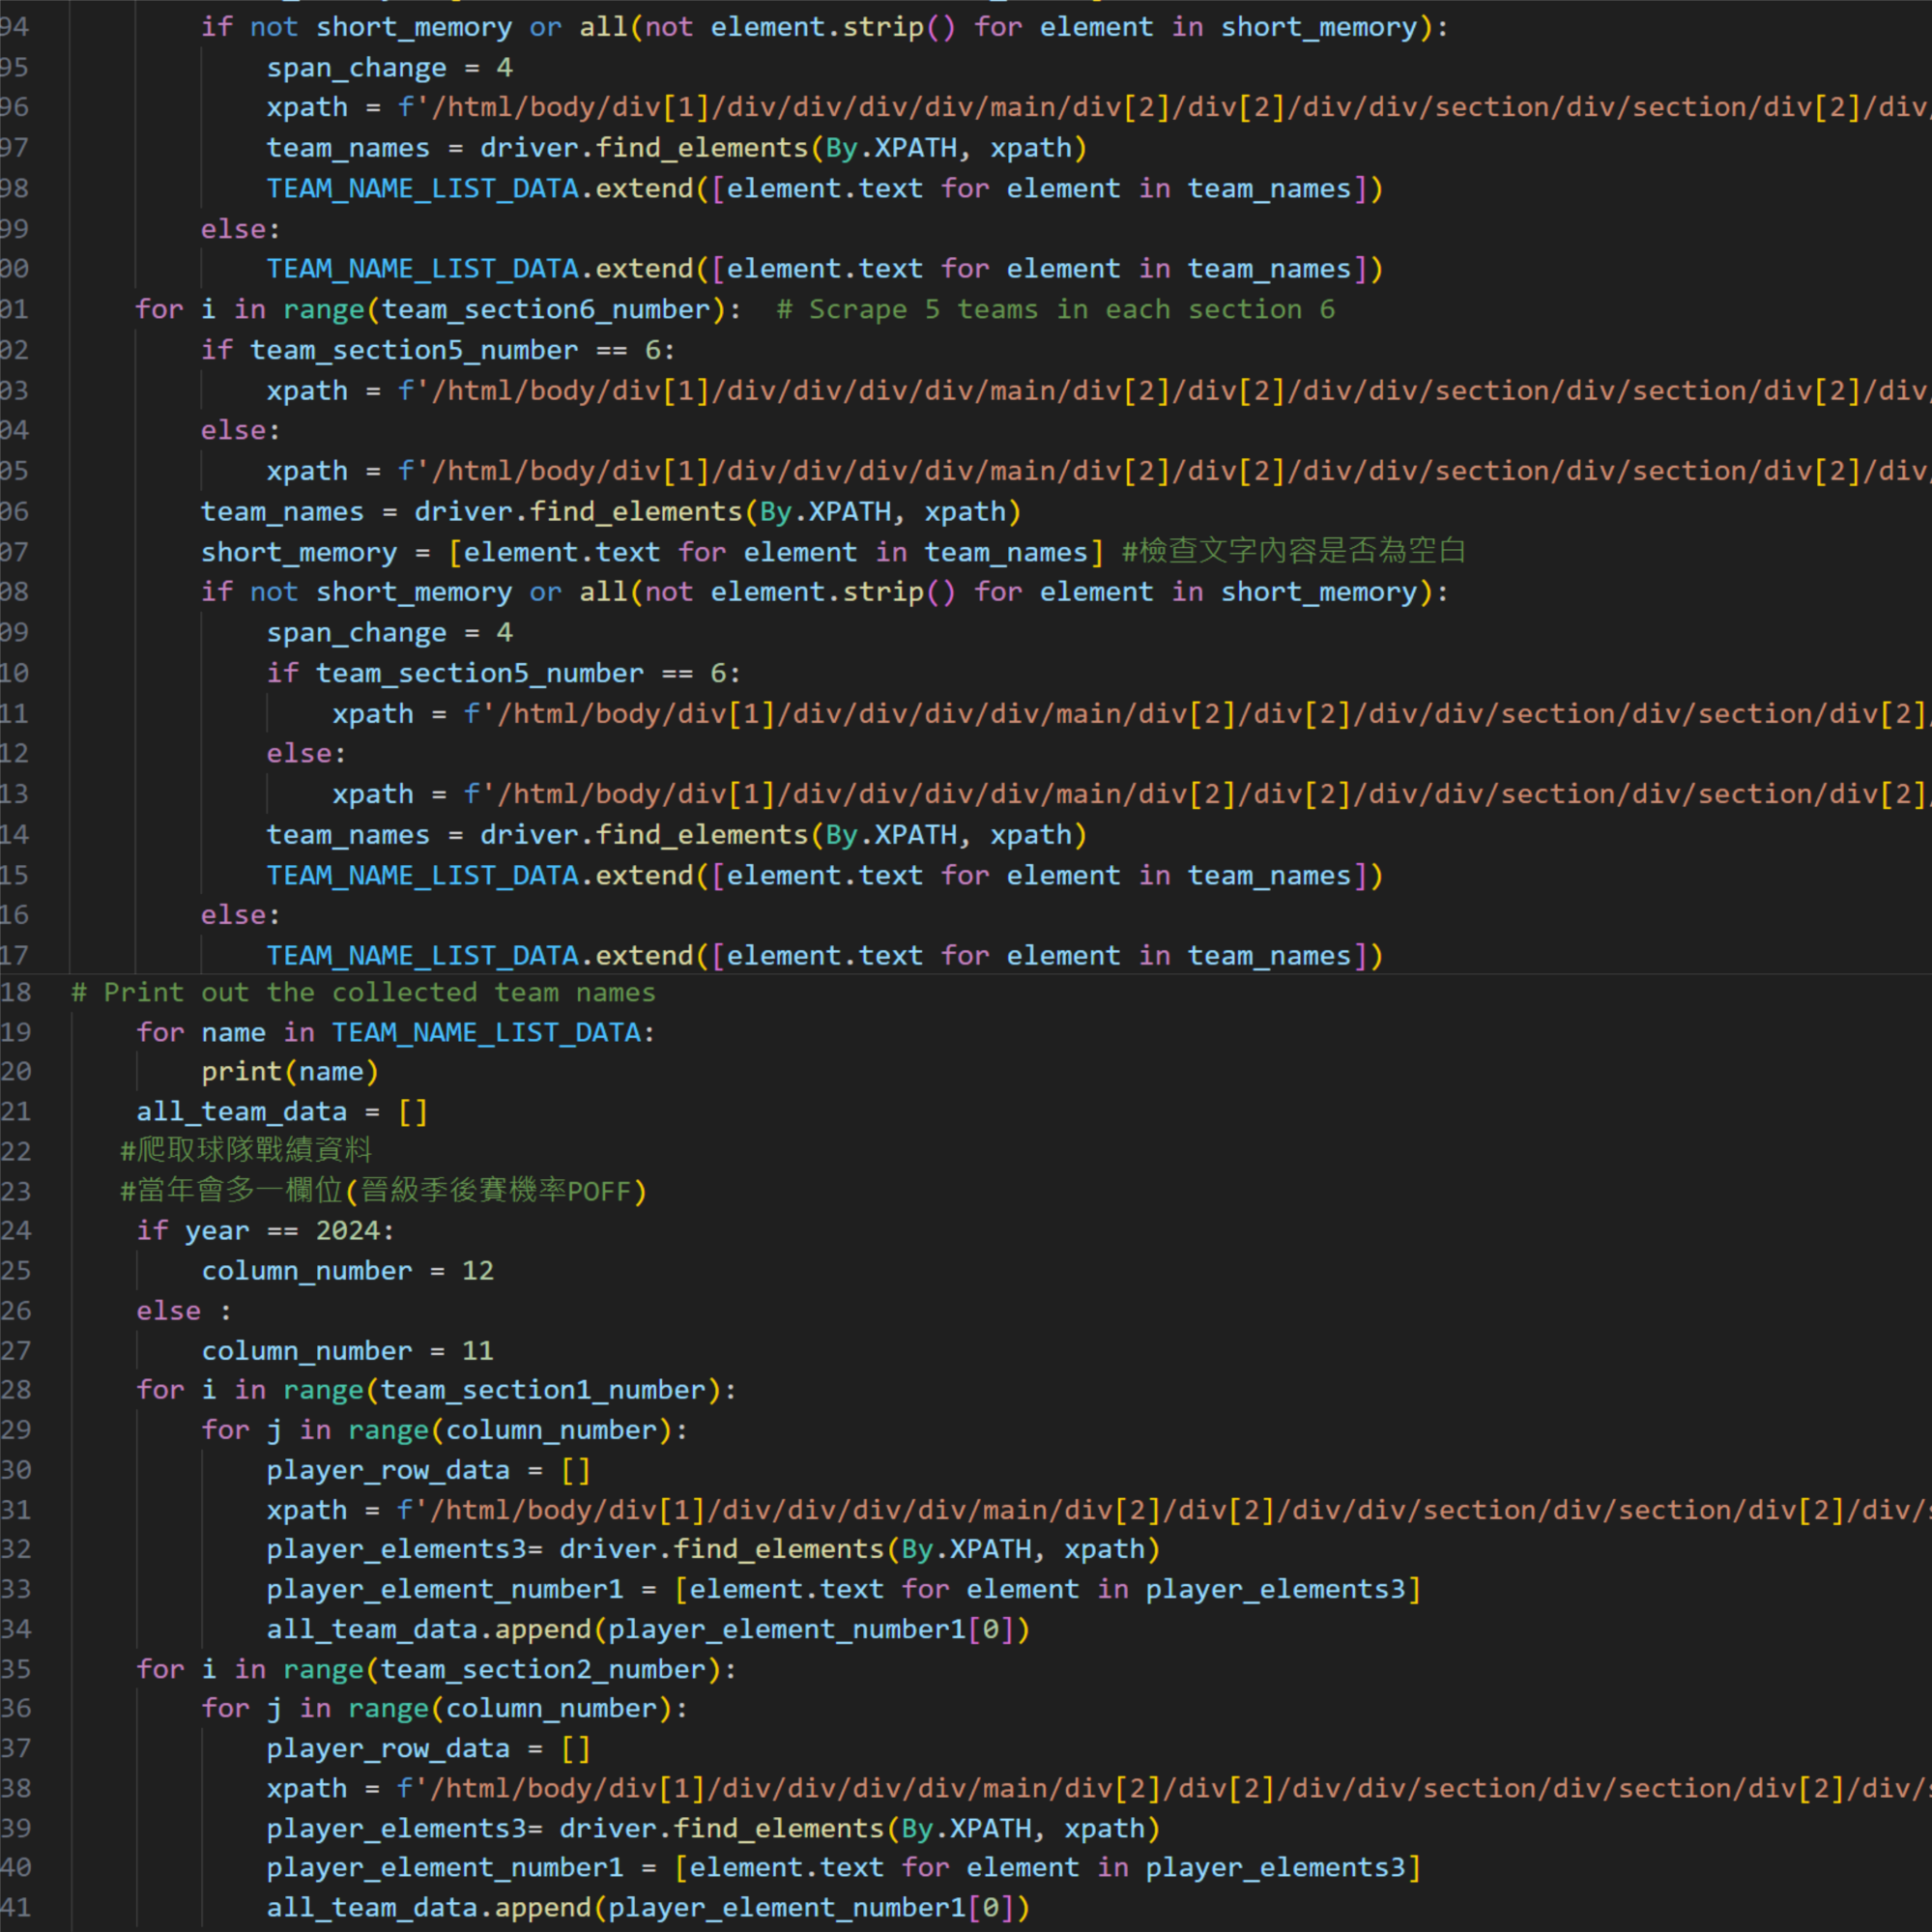 94 if not short_memory or all(not element.strip() for element in short_memory):
95 span_change = 4
96 xpath = f'/html/body/div[1]/div/div/div/div/main/div[2]/div[2]/div/div/section/div/section/div[2]/div/
97 team_names = driver.find_elements(By.XPATH, xpath)
98 TEAM_NAME_LIST_DATA.extend([element.text for element in team_names])
99 else:
00 TEAM_NAME_LIST_DATA.extend([element.text for element in team_names])
01 for i in range(team_section6_number):  # Scrape 5 teams in each section 6
02 if team_section5_number == 6:
03 xpath = f'/html/body/div[1]/div/div/div/div/main/div[2]/div[2]/div/div/section/div/section/div[2]/div/
04 else:
05 xpath = f'/html/body/div[1]/div/div/div/div/main/div[2]/div[2]/div/div/section/div/section/div[2]/div/
06 team_names = driver.find_elements(By.XPATH, xpath)
07 short_memory = [element.text for element in team_names] #檢查文字內容是否為空白
08 if not short_memory or all(not element.strip() for element in short_memory):
09 span_change = 4
10 if team_section5_number == 6:
11 xpath = f'/html/body/div[1]/div/div/div/div/main/div[2]/div[2]/div/div/section/div/section/div[2]/
12 else:
13 xpath = f'/html/body/div[1]/div/div/div/div/main/div[2]/div[2]/div/div/section/div/section/div[2]/
14 team_names = driver.find_elements(By.XPATH, xpath)
15 TEAM_NAME_LIST_DATA.extend([element.text for element in team_names])
16 else:
17 TEAM_NAME_LIST_DATA.extend([element.text for element in team_names])
18 # Print out the collected team names
19 for name in TEAM_NAME_LIST_DATA:
20 print(name)
21 all_team_data = []
22 #爬取球隊戰績資料
23 #當年會多一欄位(晉級季後賽機率POFF)
24 if year == 2024:
25 column_number = 12
26 else :
27 column_number = 11
28 for i in range(team_section1_number):
29 for j in range(column_number):
30 player_row_data = []
31 xpath = f'/html/body/div[1]/div/div/div/div/main/div[2]/div[2]/div/div/section/div/section/div[2]/div/s
32 player_elements3= driver.find_elements(By.XPATH, xpath)
33 player_element_number1 = [element.text for element in player_elements3]
34 all_team_data.append(player_element_number1[0])
35 for i in range(team_section2_number):
36 for j in range(column_number):
37 player_row_data = []
38 xpath = f'/html/body/div[1]/div/div/div/div/main/div[2]/div[2]/div/div/section/div/section/div[2]/div/s
39 player_elements3= driver.find_elements(By.XPATH, xpath)
40 player_element_number1 = [element.text for element in player_elements3]
41 all_team_data.append(player_element_number1[0])